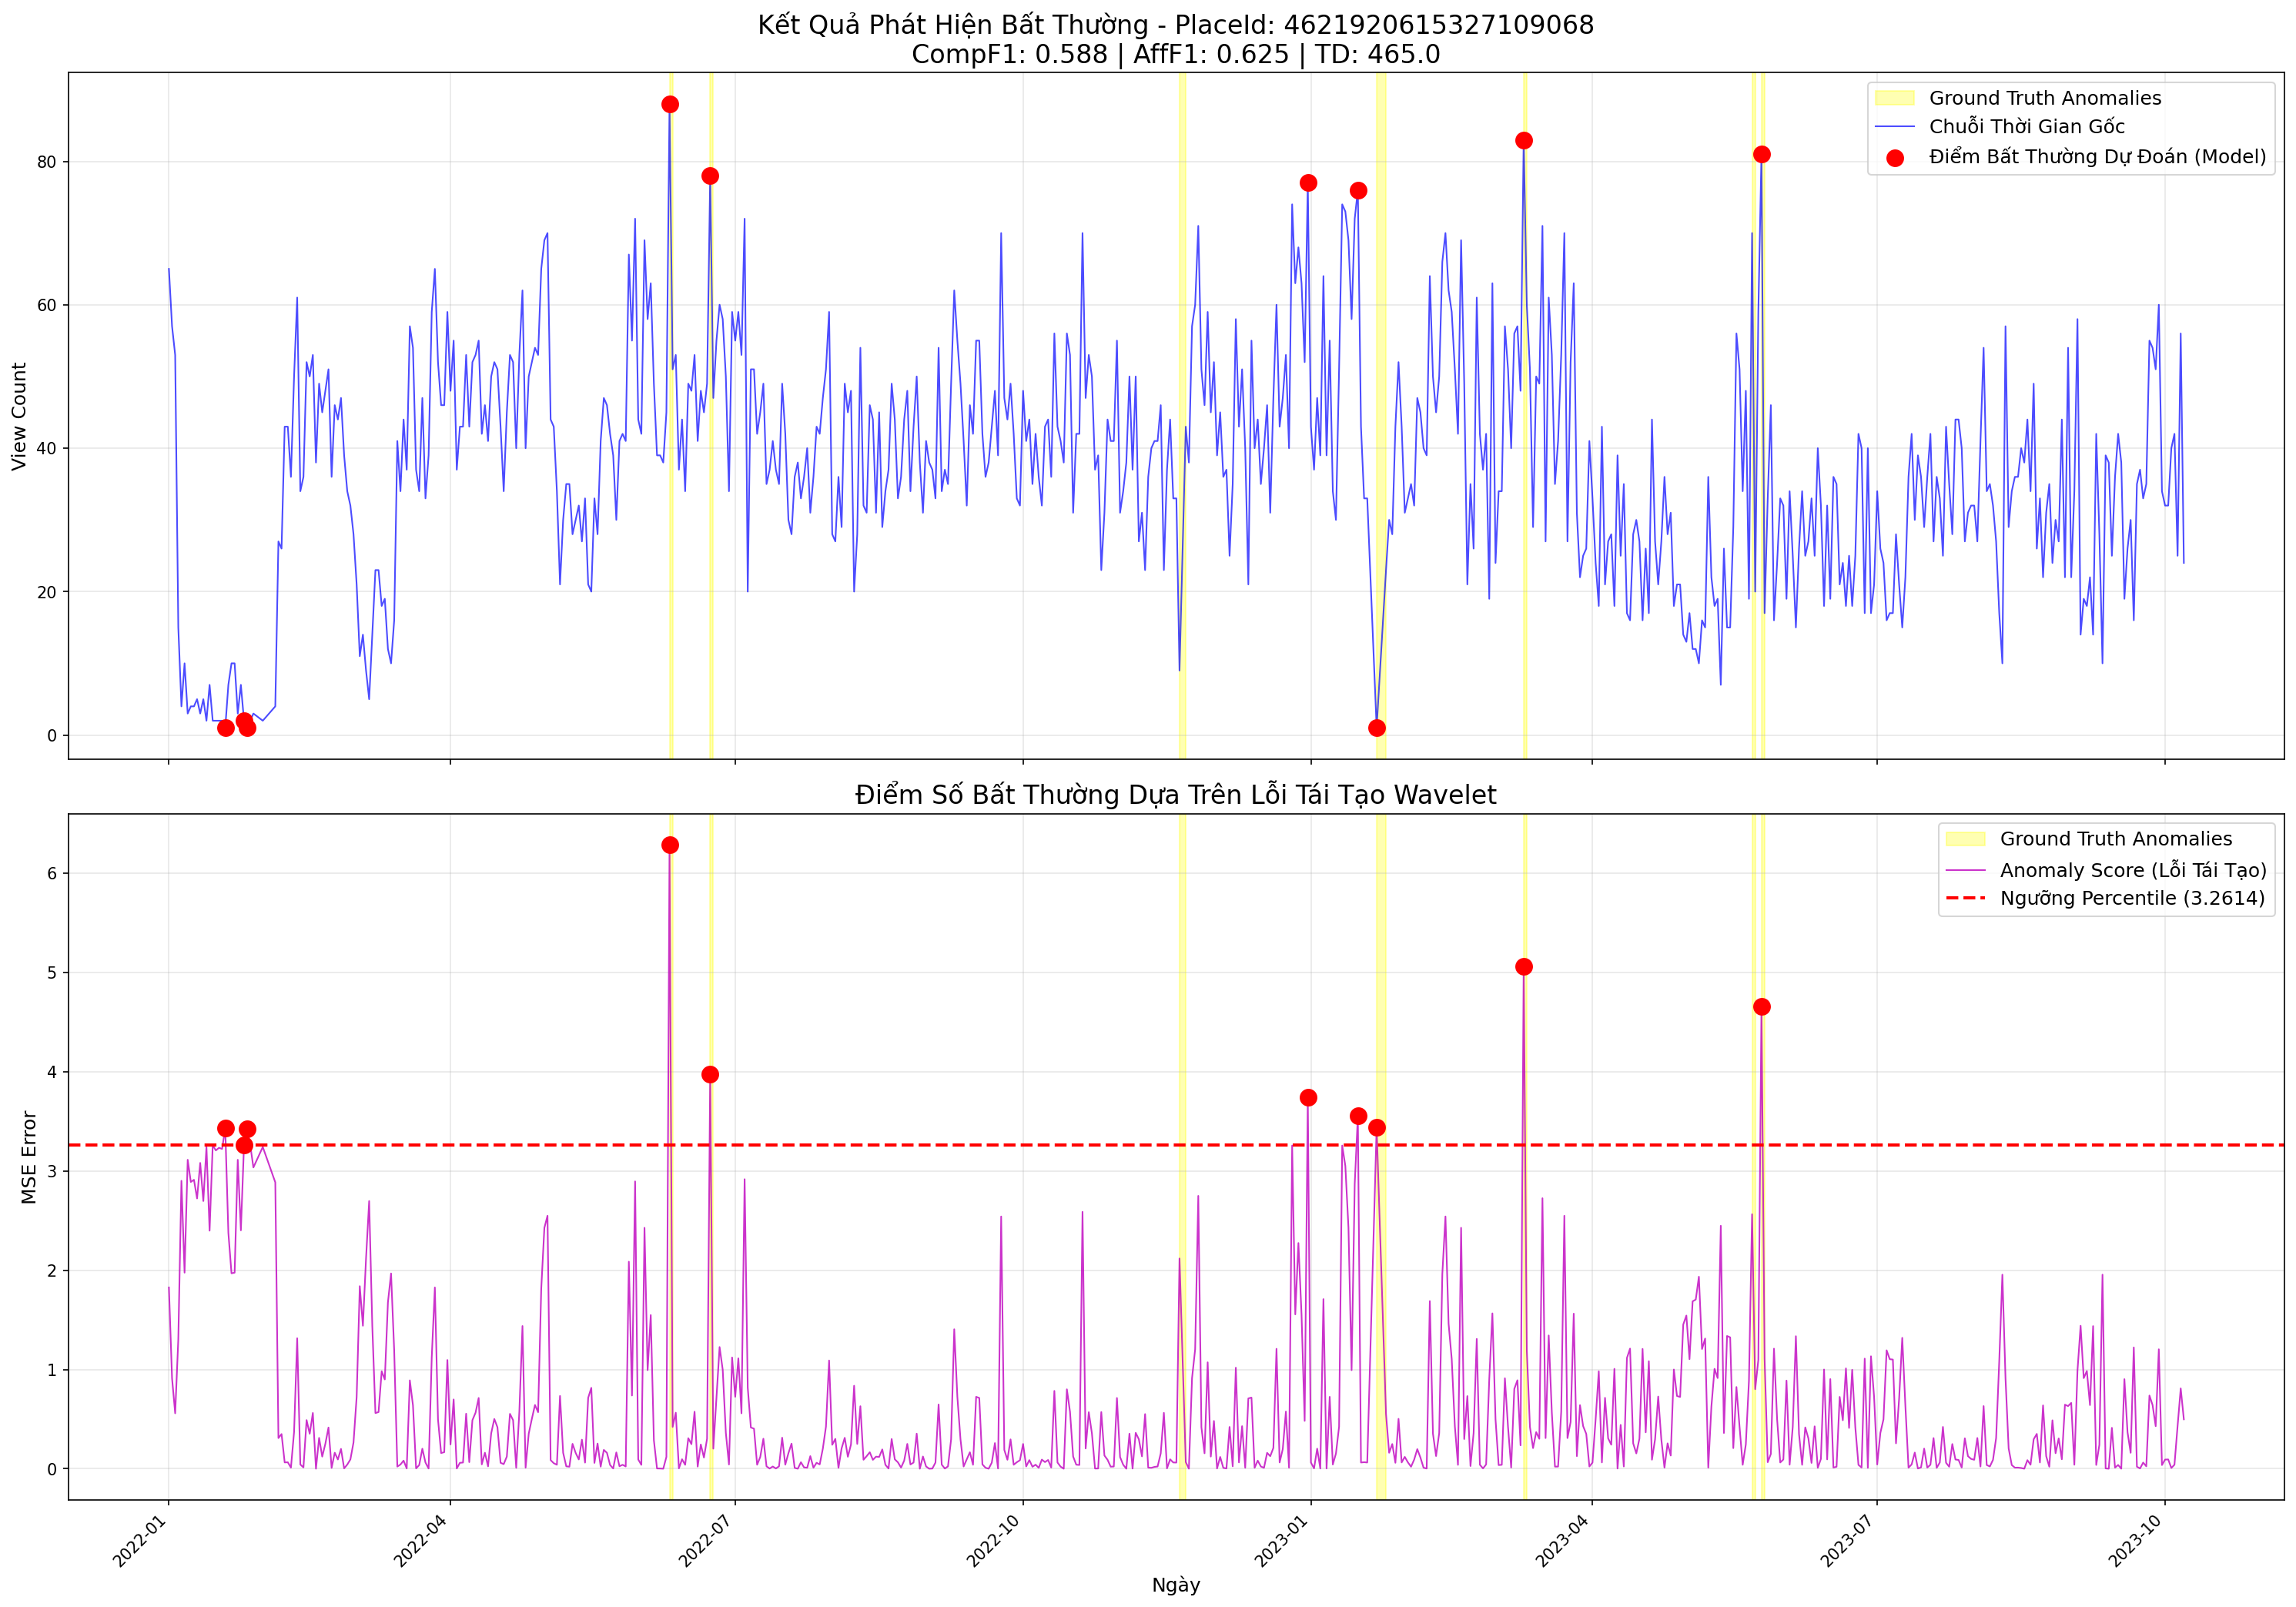 Kết Quả Phát Hiện Bất Thường - PlaceId: 4621920615327109068
CompF1: 0.588 | AffF1: 0.625 | TD: 465.0
Ground Truth Anomalies
Chuỗi Thời Gian Gốc
Điểm Bất Thường Dự Đoán (Model)
View Count
80
60
40
20
0
Điểm Số Bất Thường Dựa Trên Lỗi Tái Tạo Wavelet
Ground Truth Anomalies
Anomaly Score (Lỗi Tái Tạo)
Ngưỡng Percentile (3.2614)
MSE Error
6
5
4
3
2
1
0
2022-01
2022-04
2022-07
2022-10
2023-01
2023-04
2023-07
2023-10
Ngày